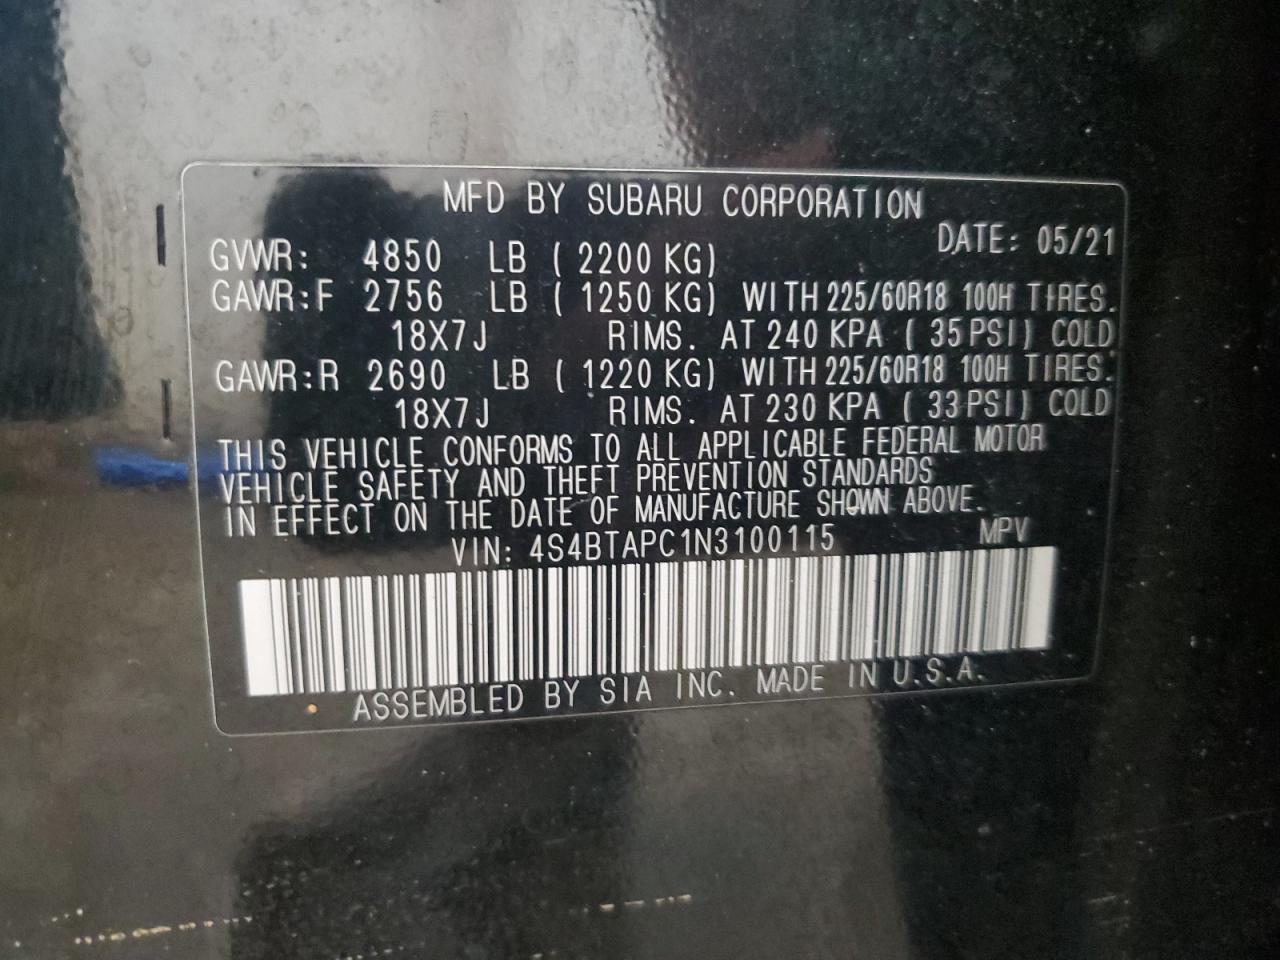 MFD BY SUBARU CORPORATION
DATE: 05/21
GVWR: 4850 LB ( 2200 KG)
GAWR:F 2756 LB ( 1250 KG) WITH 225/60R18 100H TIRES.
18X7J RIMS. AT 240 KPA ( 35 PSI) COLD
GAWR:R 2690 LB ( 1220 KG) WITH 225/60R18 100H TIRES.
18X7J RIMS. AT 230 KPA ( 33 PSI) COLD
THIS VEHICLE CONFORMS TO ALL APPLICABLE FEDERAL MOTOR
VEHICLE SAFETY AND THEFT PREVENTION STANDARDS
IN EFFECT ON THE DATE OF MANUFACTURE SHOWN ABOVE.
VIN: 4S4BTAPC1N3100115 MPV
ASSEMBLED BY SIA INC. MADE IN U.S.A.